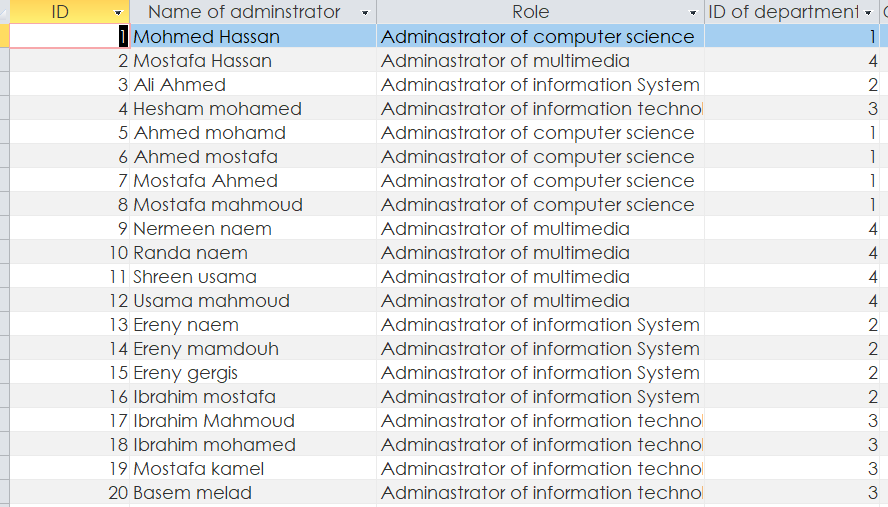 ID Name of adminstrator Role ID of department
1 Mohmed Hassan Adminastrator of computer science 1
2 Mostafa Hassan Adminastrator of multimedia 4
3 Ali Ahmed Adminastrator of information System 2
4 Hesham mohamed Adminastrator of information technol 3
5 Ahmed mohamd Adminastrator of computer science 1
6 Ahmed mostafa Adminastrator of computer science 1
7 Mostafa Ahmed Adminastrator of computer science 1
8 Mostafa mahmoud Adminastrator of computer science 1
9 Nermeen naem Adminastrator of multimedia 4
10 Randa naem Adminastrator of multimedia 4
11 Shreen usama Adminastrator of multimedia 4
12 Usama mahmoud Adminastrator of multimedia 4
13 Ereny naem Adminastrator of information System 2
14 Ereny mamdouh Adminastrator of information System 2
15 Ereny gergis Adminastrator of information System 2
16 Ibrahim mostafa Adminastrator of information System 2
17 Ibrahim Mahmoud Adminastrator of information technol 3
18 Ibrahim mohamed Adminastrator of information technol 3
19 Mostafa kamel Adminastrator of information technol 3
20 Basem melad Adminastrator of information technol 3